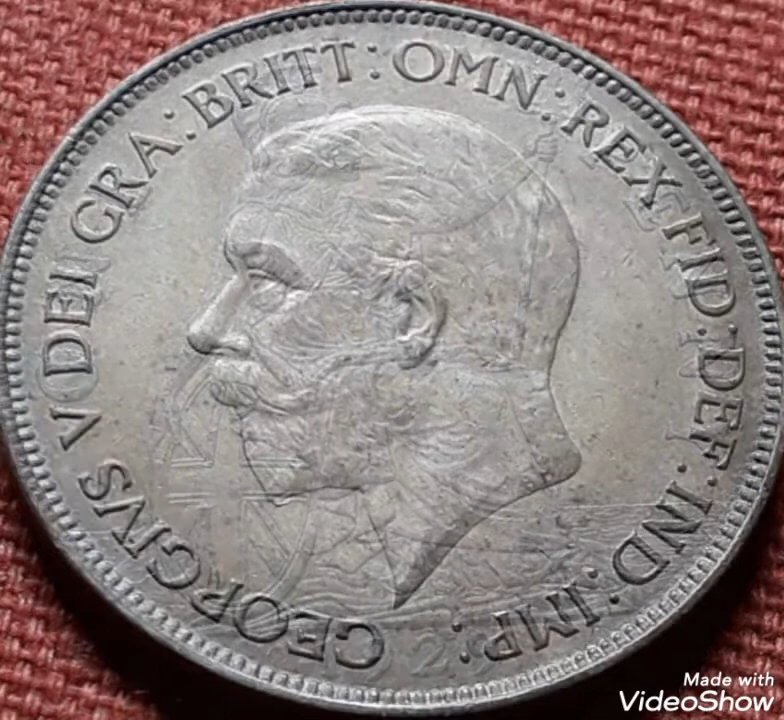 GEORGIVS V DEI GRA: BRITT: OMN: REX FID: DEF: IND: IMP:
Made with
VideoShow